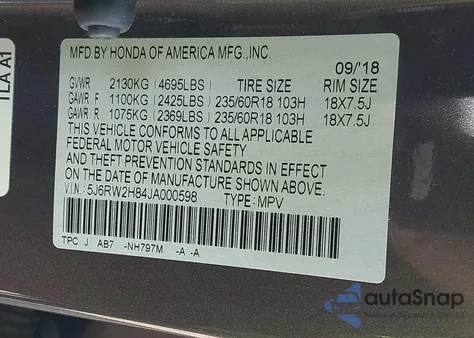 1LA A1
MFD.BY HONDA OF AMERICA MFG.,INC.
09/'18
GVWR 2130KG (4695LBS) TIRE SIZE RIM SIZE
GAWR F 1100KG (2425LBS) 235/60R18 103H 18X7.5J
GAWR R 1075KG (2369LBS) 235/60R18 103H 18X7.5J
THIS VEHICLE CONFORMS TO ALL APPLICABLE
FEDERAL MOTOR VEHICLE SAFETY
AND THEFT PREVENTION STANDARDS IN EFFECT
ON THE DATE OF MANUFACTURE SHOWN ABOVE.
V.I.N: 5J6RW2H84JA000598 TYPE: MPV
TPC J AB7 -NH797M -A -A
autoSnap